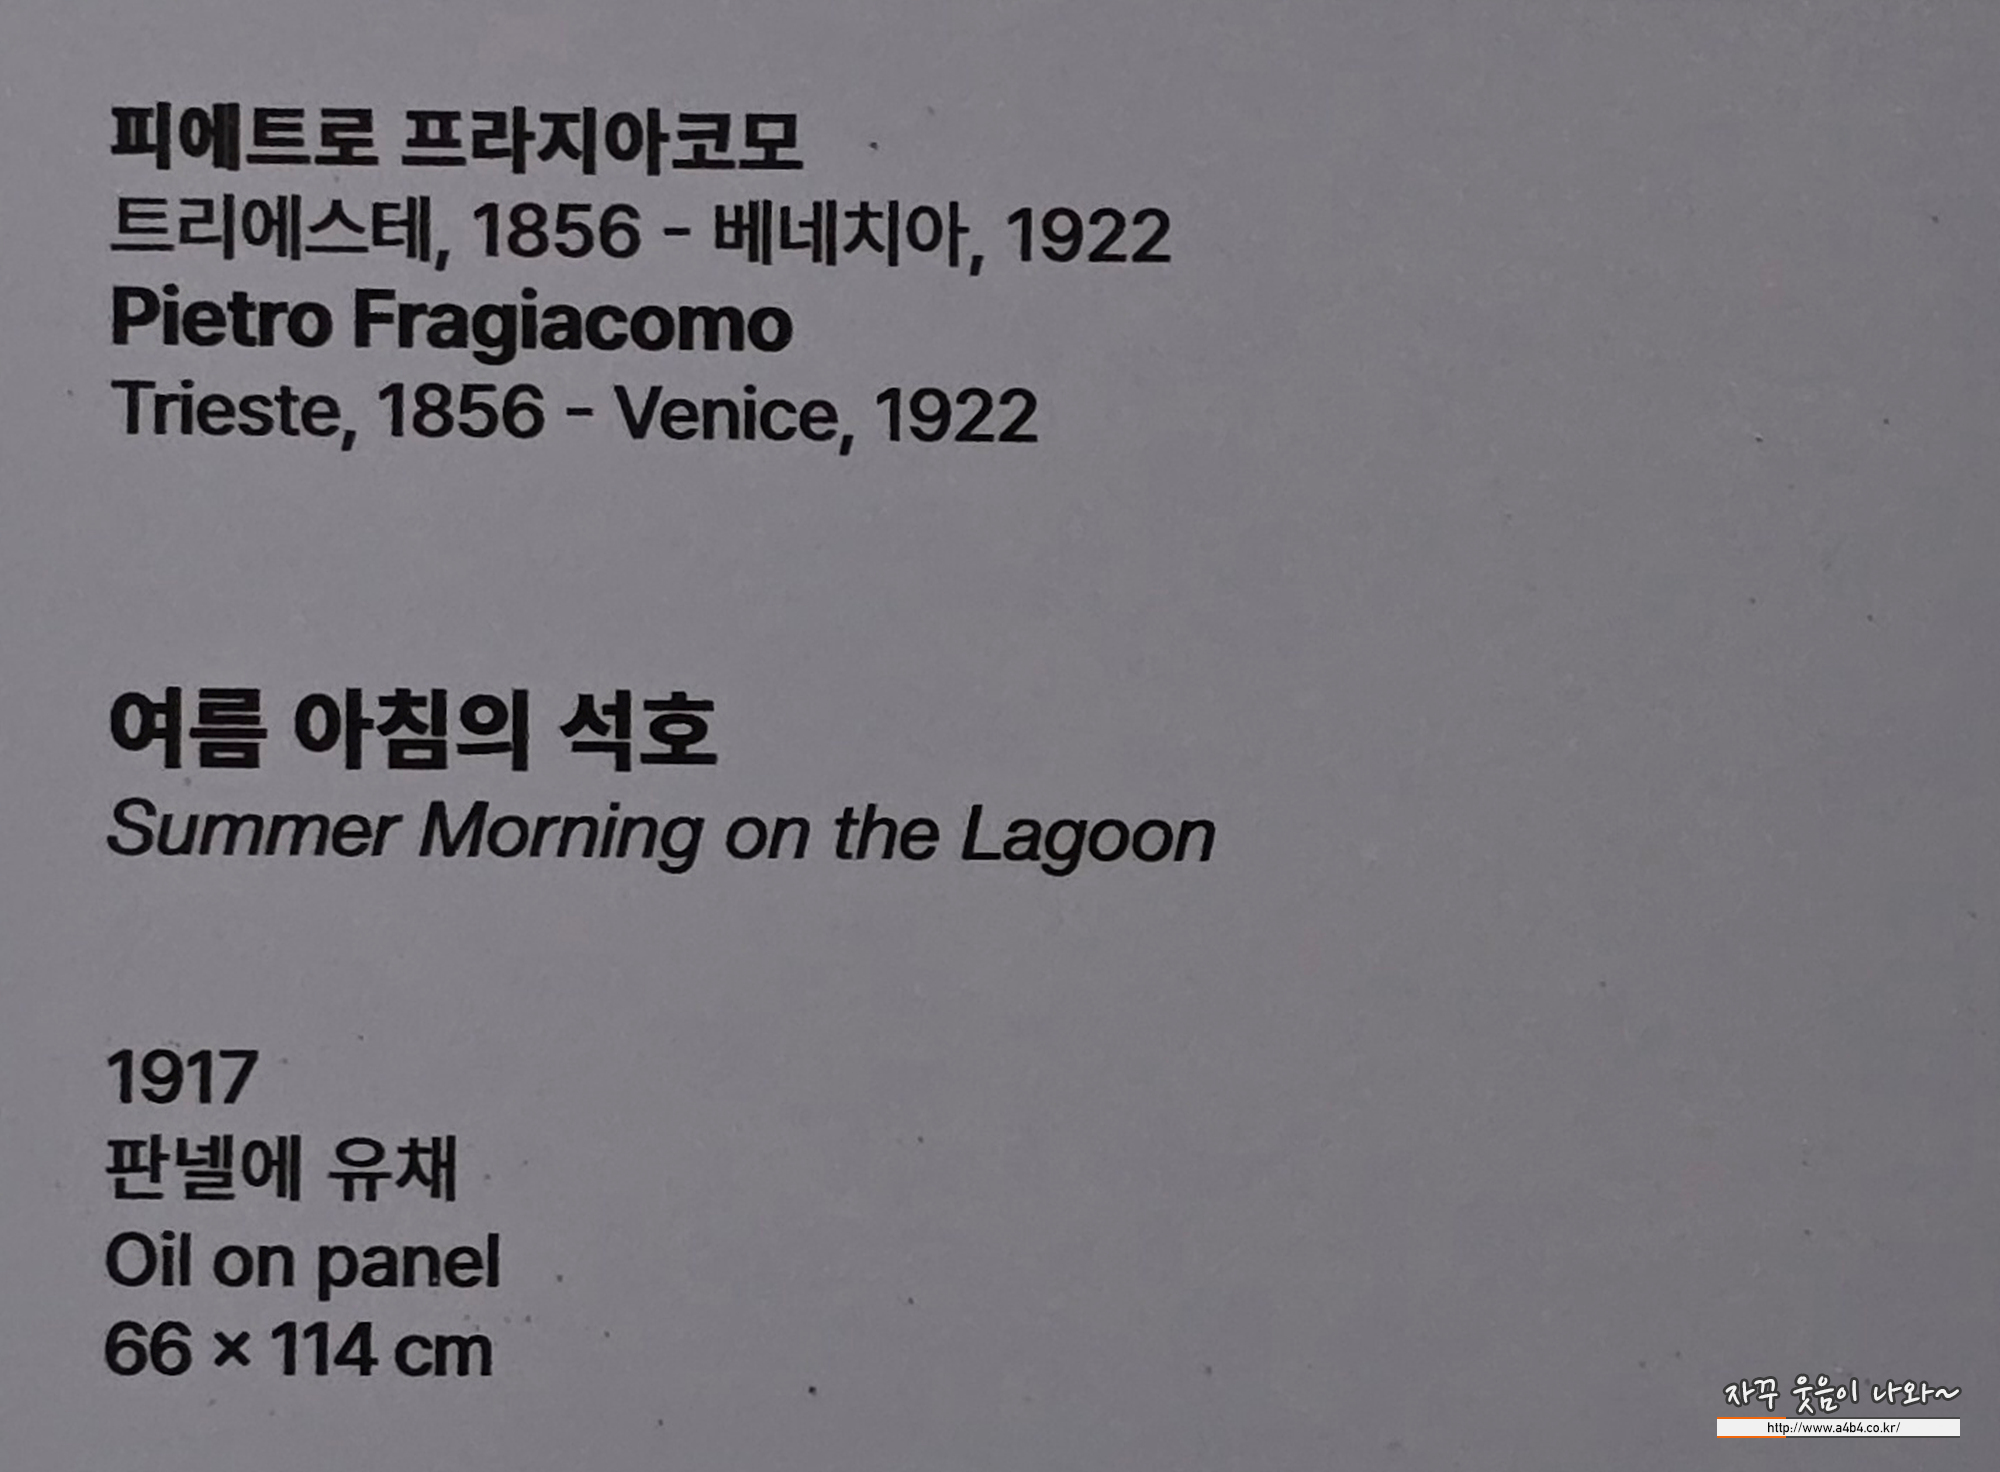 피에트로 프라지아코모
트리에스테, 1856 - 베네치아, 1922
Pietro Fragiacomo
Trieste, 1856 - Venice, 1922
여름 아침의 석호
Summer Morning on the Lagoon
1917
판넬에 유채
Oil on panel
66 × 114 cm
자꾸 웃음이 나와~
http://www.a4b4.co.kr/